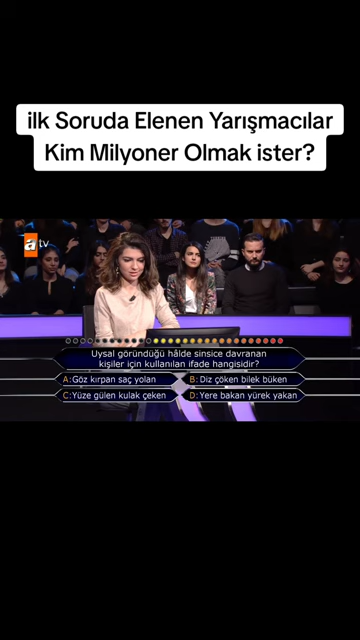 ilk Soruda Elenen Yarışmacılar
Kim Milyoner Olmak ister?
atv
Uysal göründüğü hâlde sinsice davranan
kişiler için kullanılan ifade hangisidir?
A:Göz kırpan saç yolan
B: Diz çöken bilek büken
C:Yüze gülen kulak çeken
D:Yere bakan yürek yakan